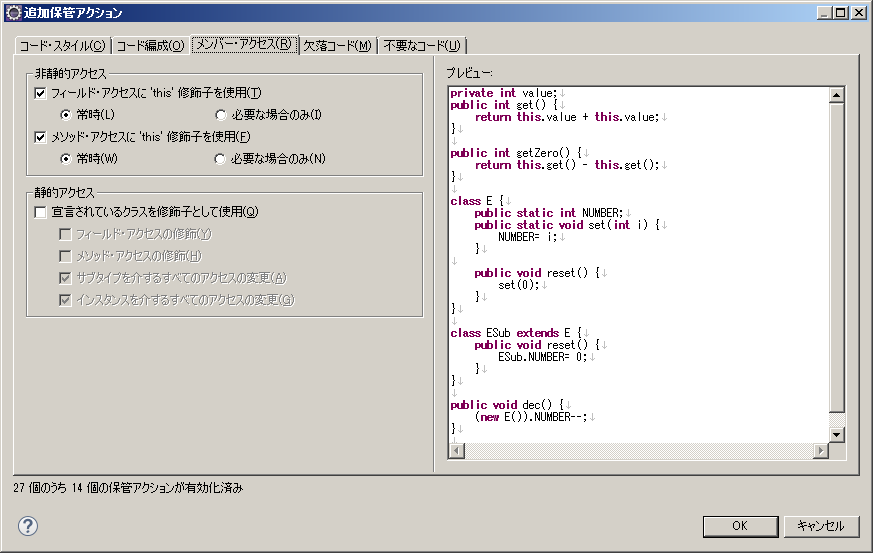 追加保管アクション
コード・スタイル(C) コード編成(O) メンバー・アクセス(R) 欠落コード(M) 不要なコード(U)
非静的アクセス
フィールド・アクセスに 'this' 修飾子を使用(T)
常時(L) 必要な場合のみ(I)
メソッド・アクセスに 'this' 修飾子を使用(F)
常時(W) 必要な場合のみ(N)
静的アクセス
宣言されているクラスを修飾子として使用(Q)
フィールド・アクセスの修飾(Y)
メソッド・アクセスの修飾(H)
サブタイプを介するすべてのアクセスの変更(A)
インスタンスを介するすべてのアクセスの変更(G)
プレビュー:
private int value;↓
public int get() {↓
return this.value + this.value;↓
}↓
↓
public int getZero() {↓
return this.get() - this.get();↓
}↓
↓
class E {↓
public static int NUMBER;↓
public static void set(int i) {↓
NUMBER= i;↓
}↓
↓
public void reset() {↓
set(0);↓
}↓
}↓
↓
class ESub extends E {↓
public void reset() {↓
ESub.NUMBER= 0;↓
}↓
}↓
↓
public void dec() {↓
(new E()).NUMBER--;↓
}↓
↓
27 個のうち 14 個の保管アクションが有効化済み
?
OK キャンセル